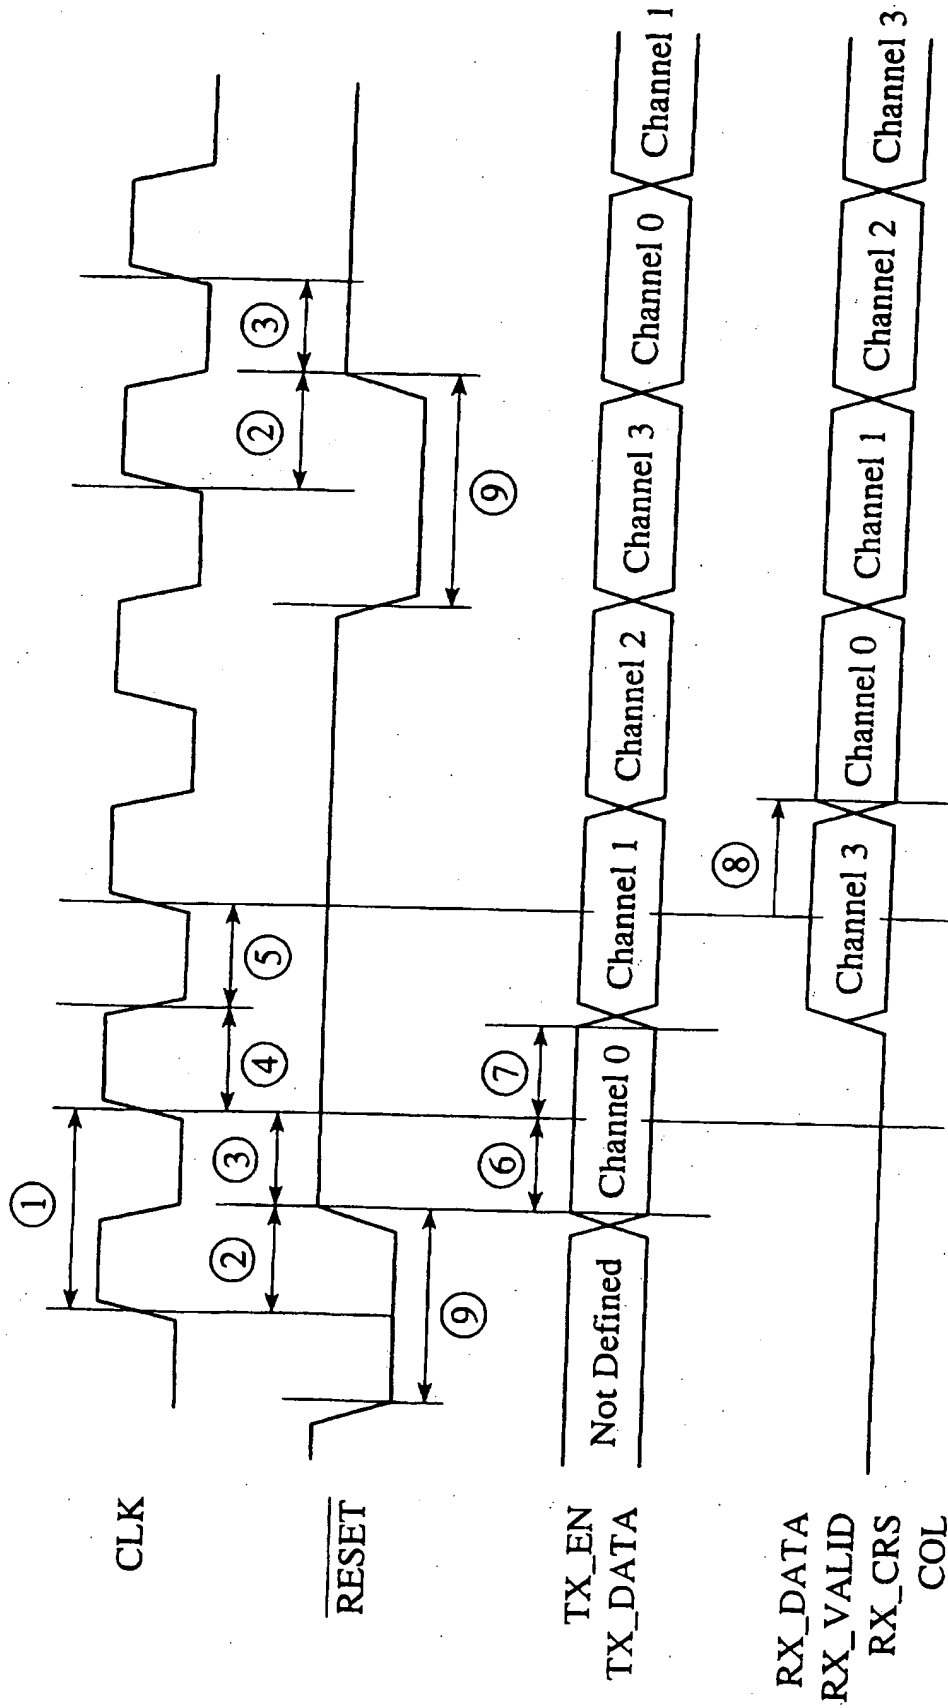 CLK
①
②
③
④
⑤
②
③
RESET
⑨
⑨
TX_EN
TX_DATA
Not Defined
Channel 0
Channel 1
Channel 2
Channel 3
Channel 0
Channel 1
⑥
⑦
RX_DATA
RX_VALID
RX_CRS
COL
⑧
Channel 3
Channel 0
Channel 1
Channel 2
Channel 3